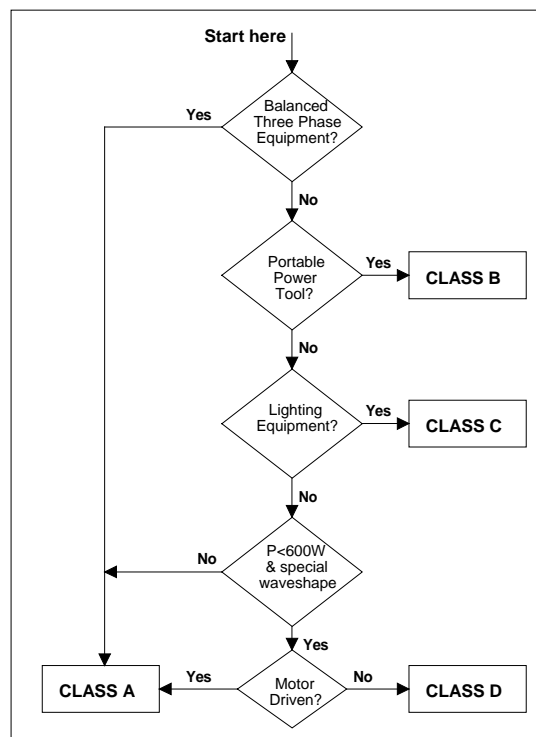 Start here
Balanced
Three Phase
Equipment?
Yes
No
Portable
Power
Tool?
Yes
CLASS B
No
Lighting
Equipment?
Yes
CLASS C
No
P<600W
& special
waveshape
No
Yes
Motor
Driven?
Yes
CLASS A
No
CLASS D